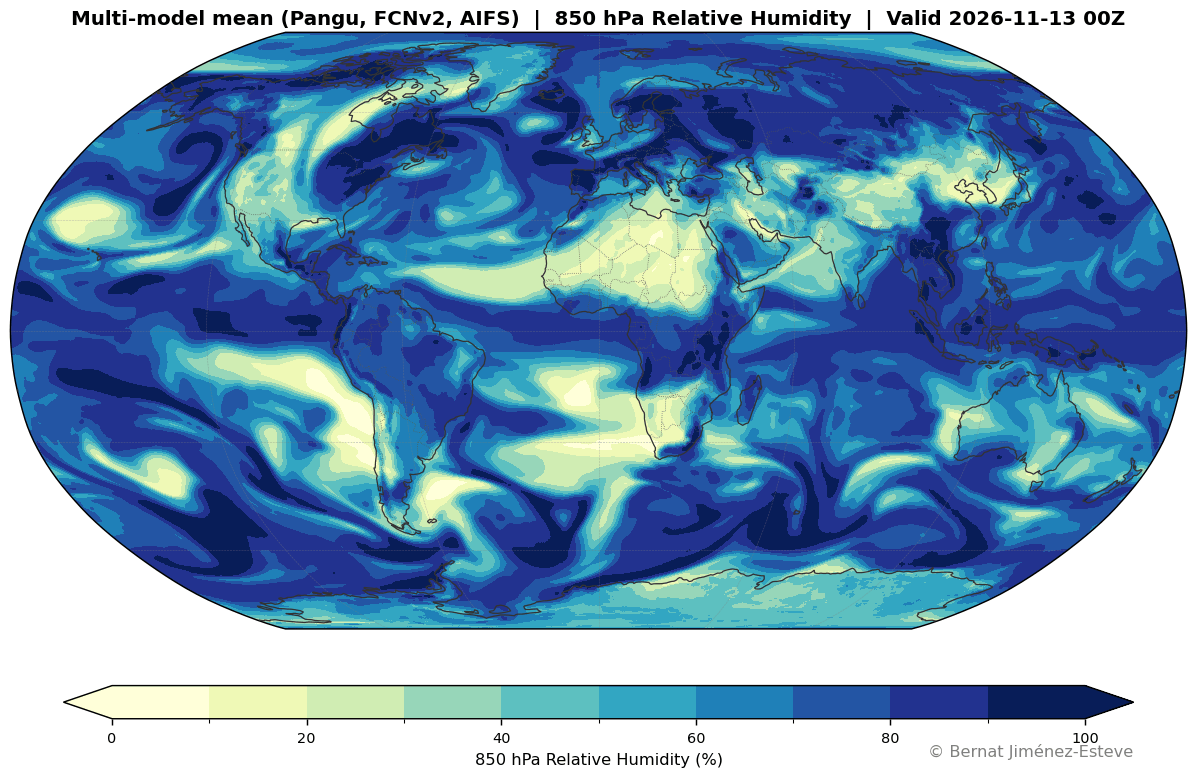 Multi-model mean (Pangu, FCNv2, AIFS) | 850 hPa Relative Humidity | Valid 2026-11-13 00Z
0 20 40 60 80 100
850 hPa Relative Humidity (%)
© Bernat Jiménez-Esteve